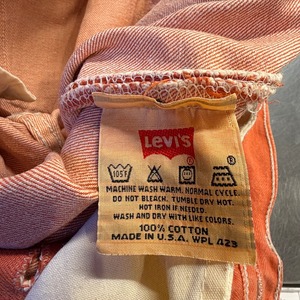 LEVI'S
105F
MACHINE WASH WARM. NORMAL CYCLE.
DO NOT BLEACH. TUMBLE DRY HOT.
HOT IRON IF NEEDED.
WASH AND DRY WITH LIKE COLORS.
100% COTTON
MADE IN U.S.A. WPL 423